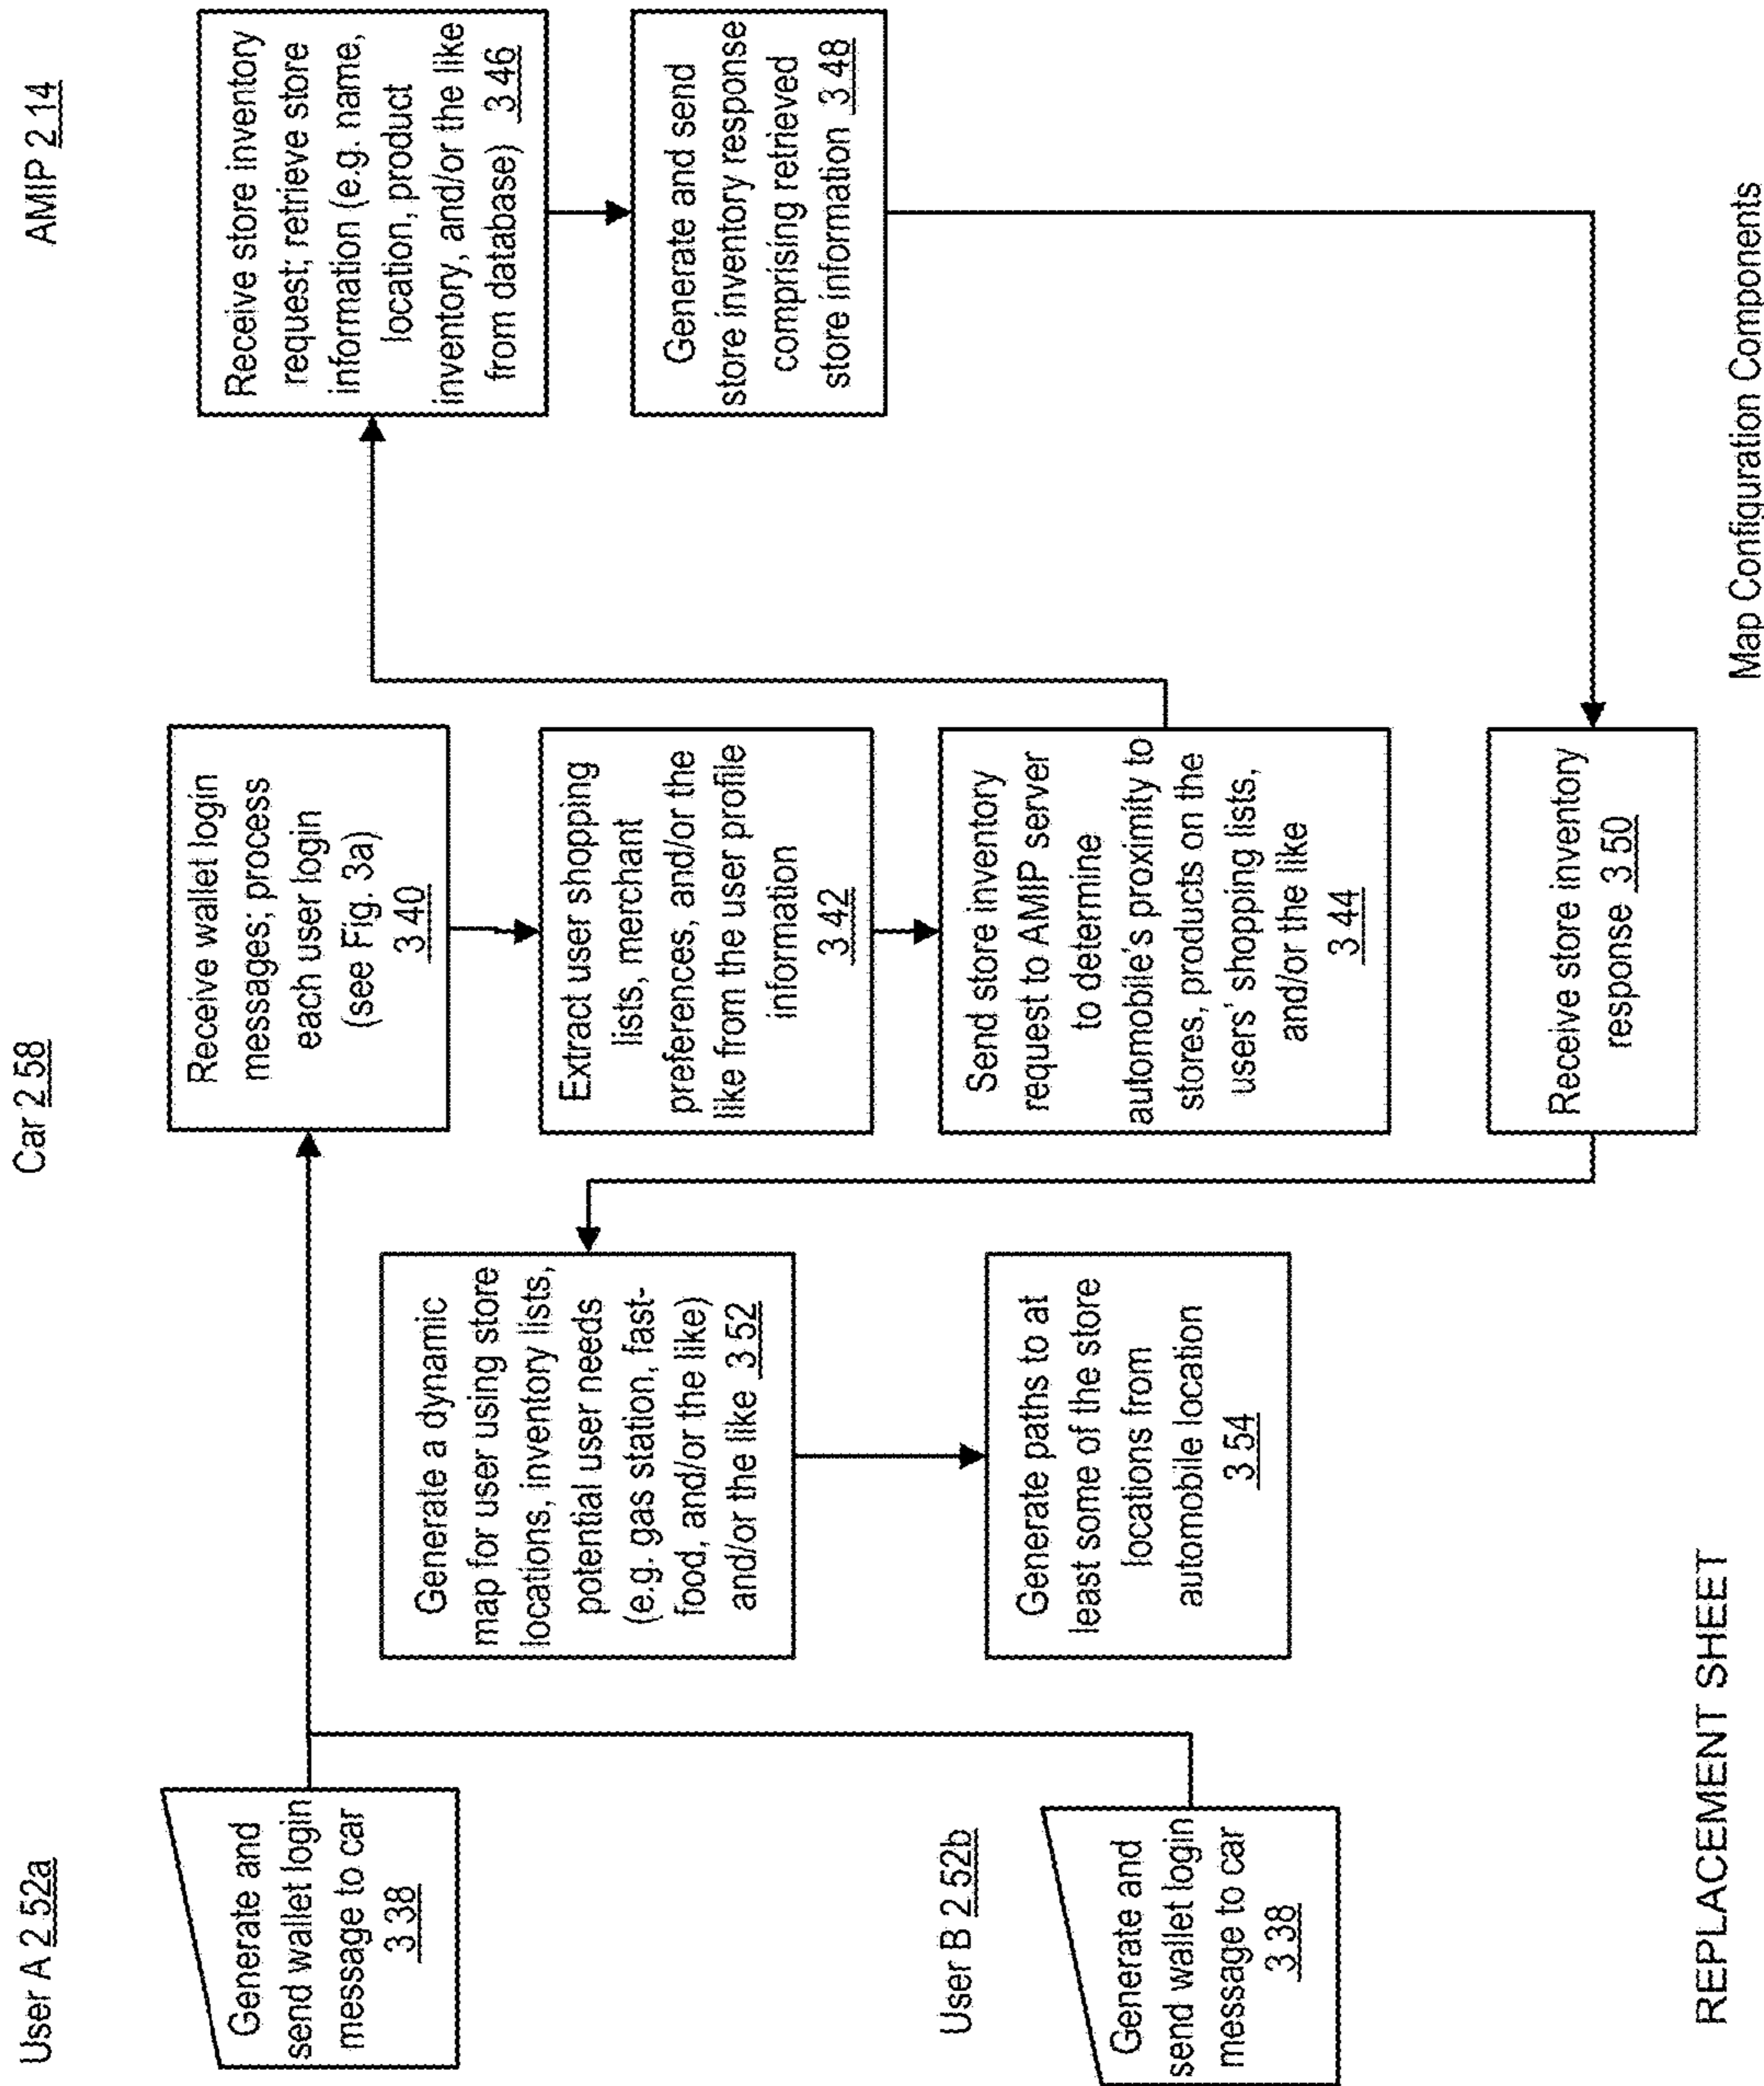 User A 2 52a
Car 2 58
AMIP 2 14
Generate and
send wallet login
message to car
3 38
User B 2 52b
Generate and
send wallet login
message to car
3 38
Receive wallet login
messages; process
each user login
(see Fig. 3a)
3 40
Extract user shopping
lists, merchant
preferences, and/or the
like from the user profile
information
3 42
Send store inventory
request to AMIP server
to determine
automobile's proximity to
stores, products on the
users' shopping lists,
and/or the like
3 44
Receive store inventory
request; retrieve store
information (e.g. name,
location, product
inventory, and/or the like
from database) 3 46
Generate and send
store inventory response
comprising retrieved
store information 3 48
Receive store inventory
response 3 50
Generate a dynamic
map for user using store
locations, inventory lists,
potential user needs
(e.g. gas station, fast-
food, and/or the like)
and/or the like 3 52
Generate paths to at
least some of the store
locations from
automobile location
3 54
Map Configuration Components
REPLACEMENT SHEET